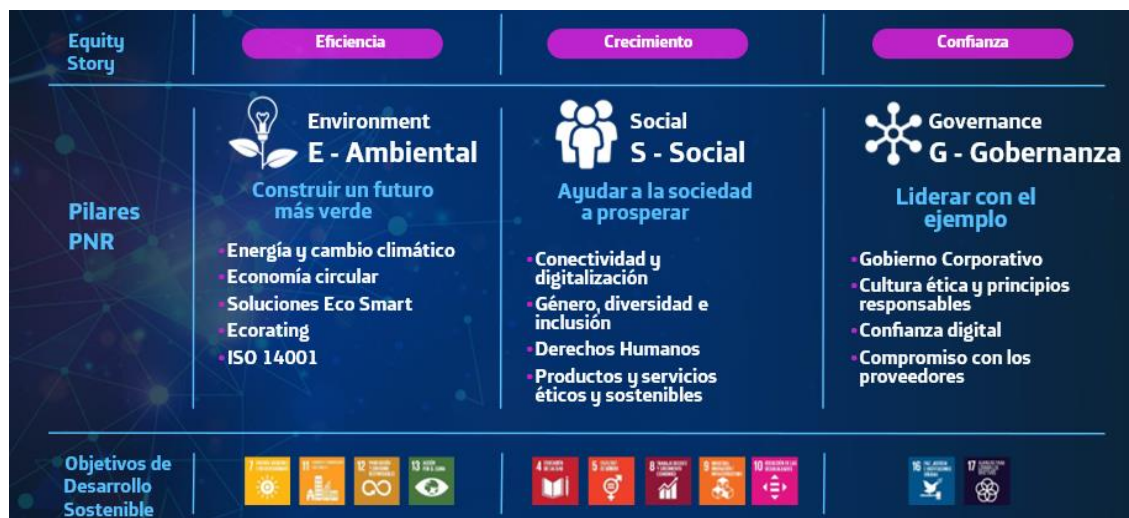 Equity
Story
Eficiencia
Crecimiento
Confianza
Pilares
PNR
Environment
E - Ambiental
Construir un futuro
más verde
•Energía y cambio climático
•Economía circular
•Soluciones Eco Smart
•Ecorating
•ISO 14001
Social
S - Social
Ayudar a la sociedad
a prosperar
•Conectividad y
digitalización
•Género, diversidad e
inclusión
•Derechos Humanos
•Productos y servicios
éticos y sostenibles
Governance
G - Gobernanza
Liderar con el
ejemplo
•Gobierno Corporativo
•Cultura ética y principios
responsables
•Confianza digital
•Compromiso con los
proveedores
Objetivos de
Desarrollo
Sostenible
7
11
12
13
4
5
8
9
10
16
17